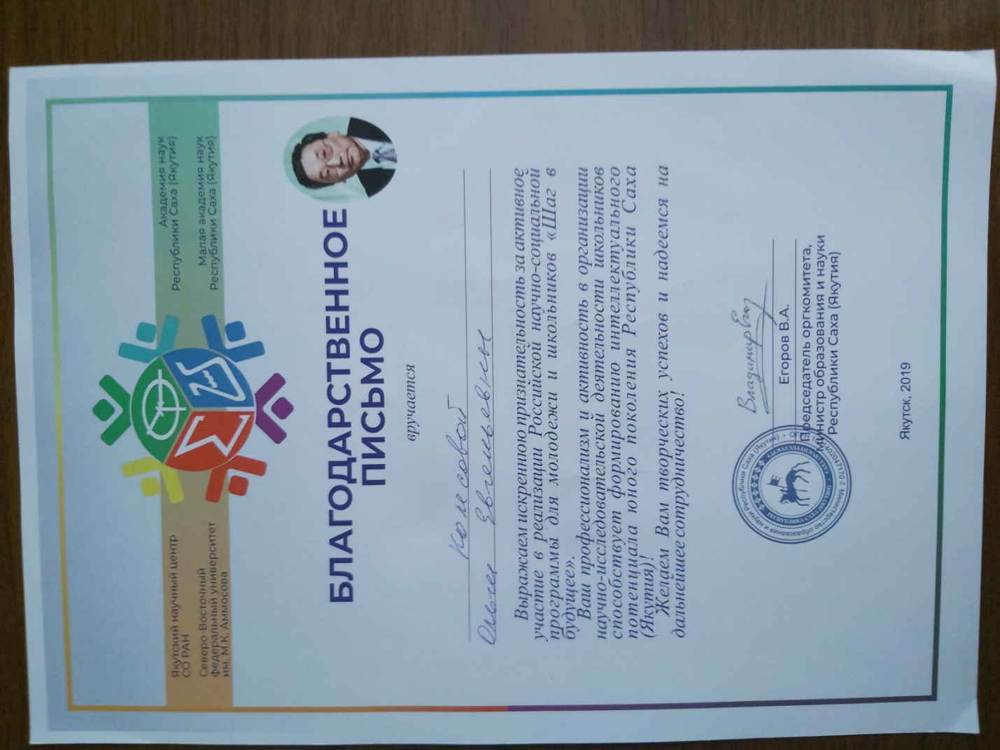 Якутский научный центр
СО РАН
Северо-Восточный
федеральный университет
им. М.К. Аммосова
Академия наук
Республики Саха (Якутия)
Малая академия наук
Республики Саха (Якутия)
БЛАГОДАРСТВЕННОЕ
ПИСЬМО
вручается
Колесовой
Ольге Евгеньевны
Выражаем искреннюю признательность за активное
участие в реализации Российской научно-социальной
программы для молодежи и школьников «Шаг в
будущее».
Ваш профессионализм и активность в организации
научно-исследовательской деятельности школьников
способствует формированию интеллектуального
потенциала юного поколения Республики Саха
(Якутия)!
Желаем Вам творческих успехов и надеемся на
дальнейшее сотрудничество!
Егоров В.А.
Председатель оргкомитета,
Министр образования и науки
Республики Саха (Якутия)
Министерство образования и науки Республики Саха (Якутия)
РЕСПУБЛИКА САХА
Якутск, 2019